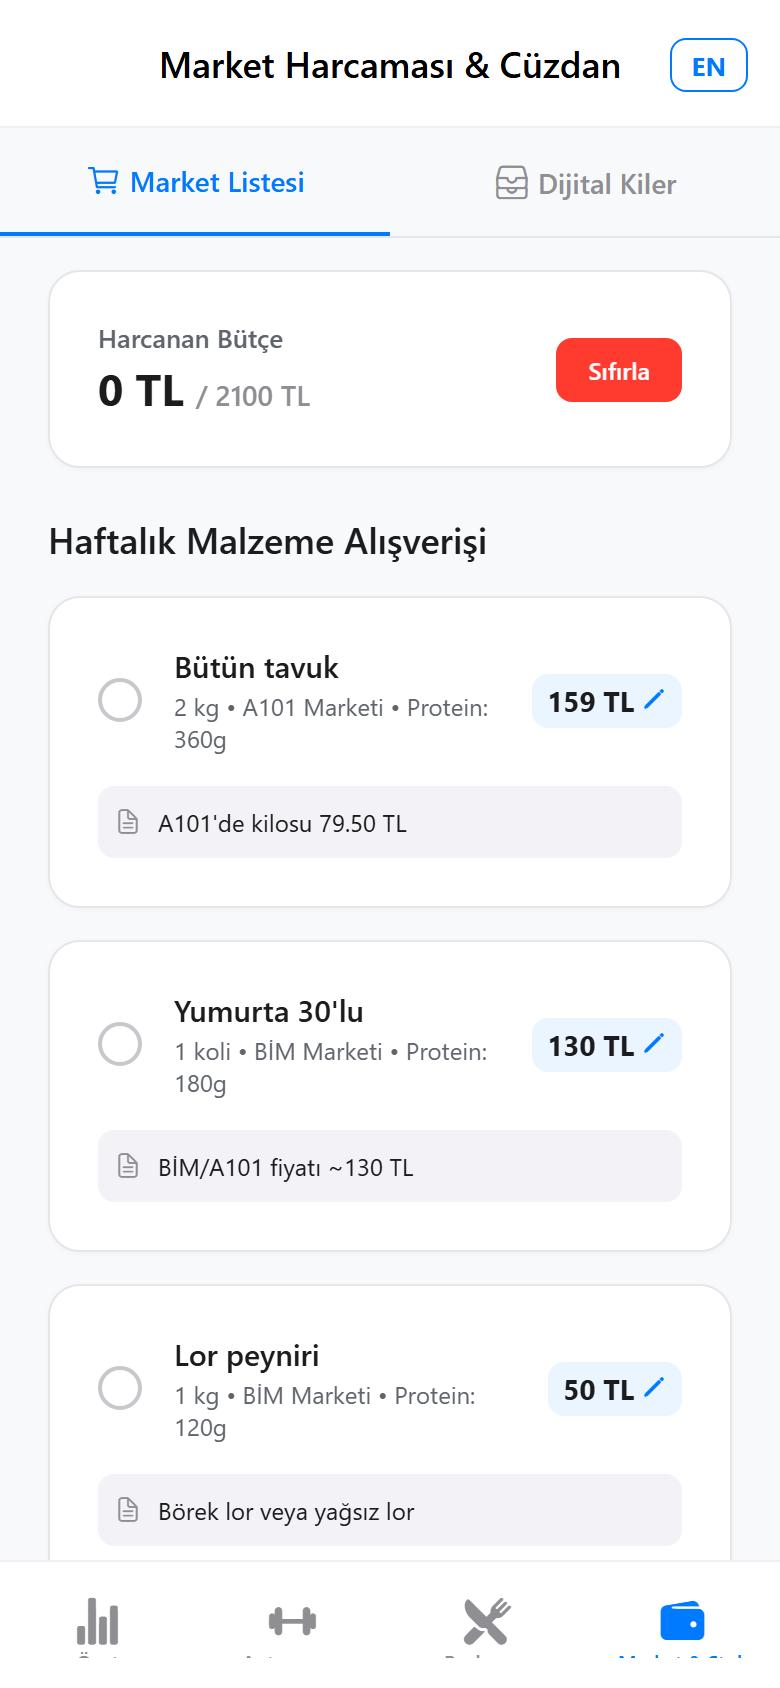 Market Harcaması & Cüzdan
EN
Market Listesi
Dijital Kiler
Harcanan Bütçe
0 TL / 2100 TL
Sıfırla
Haftalık Malzeme Alışverişi
Bütün tavuk
2 kg • A101 Marketi • Protein:
360g
159 TL
A101'de kilosu 79.50 TL
Yumurta 30'lu
1 koli • BİM Marketi • Protein:
180g
130 TL
BİM/A101 fiyatı ~130 TL
Lor peyniri
1 kg • BİM Marketi • Protein:
120g
50 TL
Börek lor veya yağsız lor